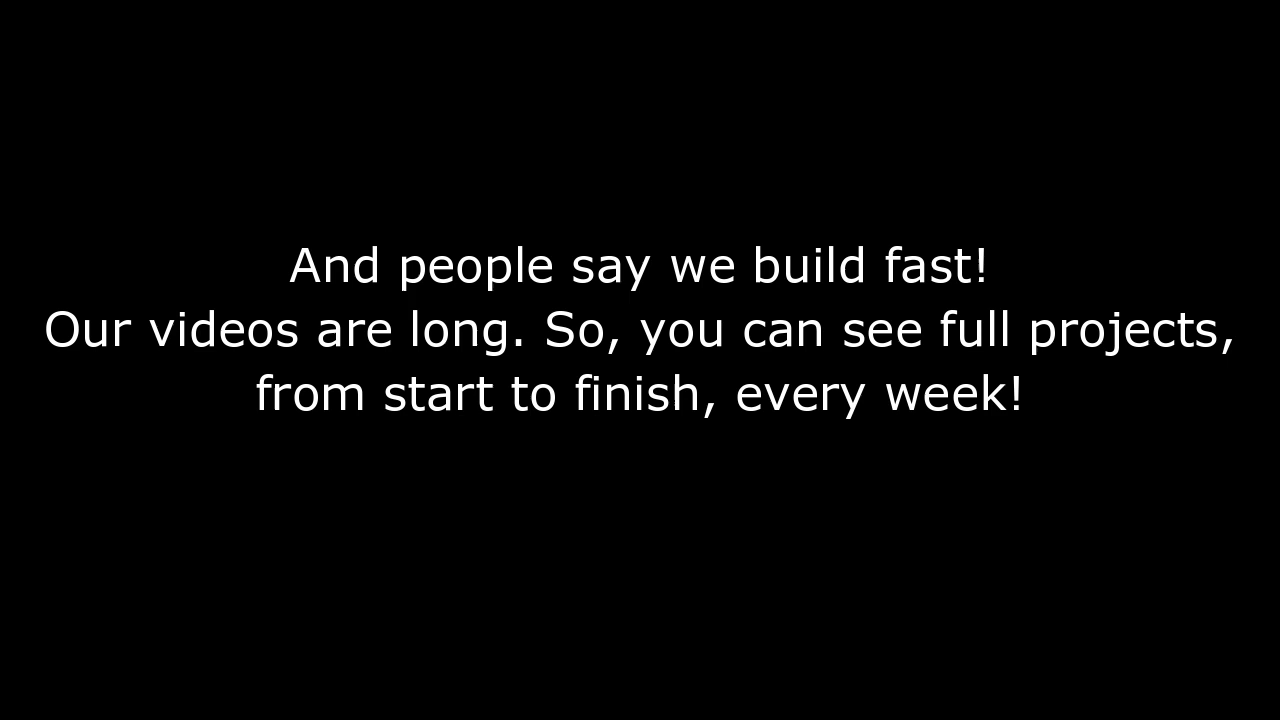 And people say we build fast!
Our videos are long. So, you can see full projects,
from start to finish, every week!